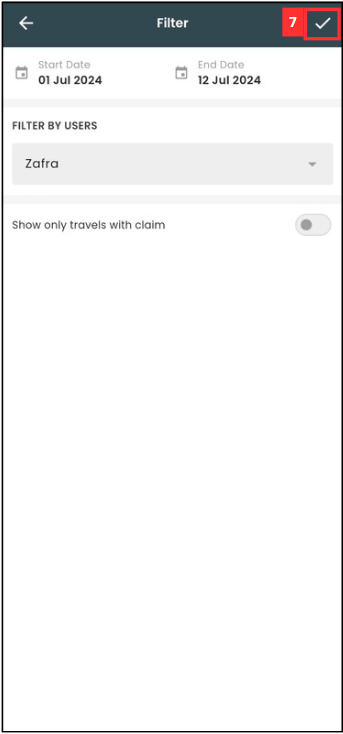 Filter
7
Start Date
End Date
01 Jul 2024
12 Jul 2024
FILTER BY USERS
Zafra
Show only travels with claim